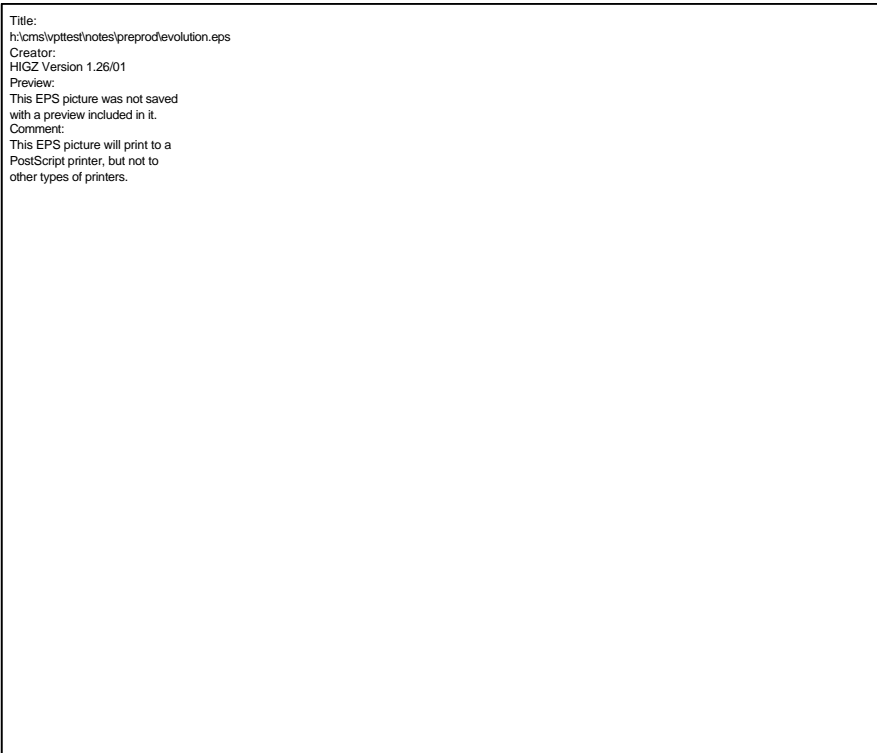 Title:
h:\cms\vpttest\notes\preprod\evolution.eps
Creator:
HIGZ Version 1.26/01
Preview:
This EPS picture was not saved
with a preview included in it.
Comment:
This EPS picture will print to a
PostScript printer, but not to
other types of printers.